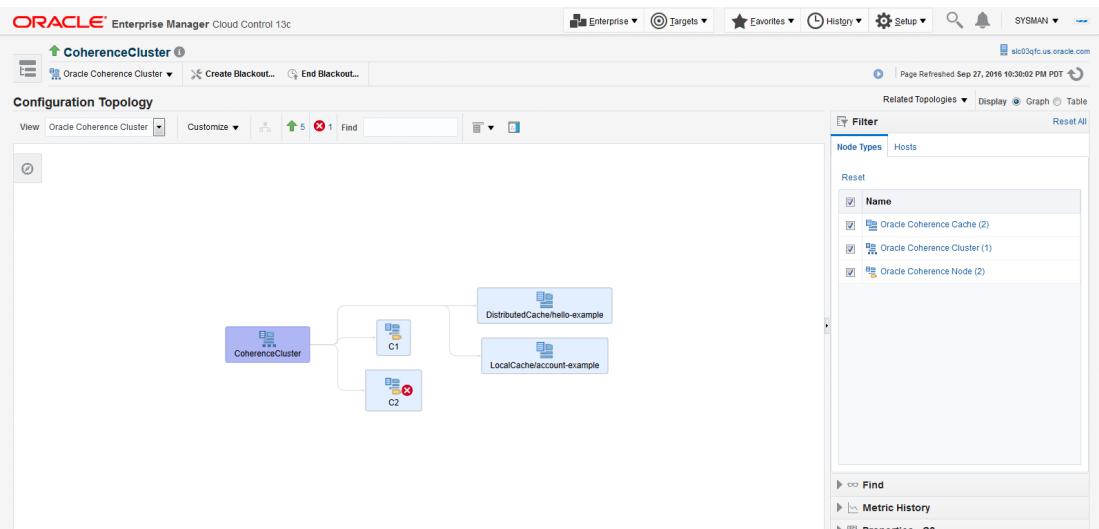 ORACLE Enterprise Manager Cloud Control 13c
Enterprise
Targets
Favorites
History
Setup
SYSMAN
CoherenceCluster
slc03qfc.us.oracle.com
Oracle Coherence Cluster
Create Blackout...
End Blackout...
Page Refreshed Sep 27, 2016 10:30:02 PM PDT
Configuration Topology
Related Topologies
Display
Graph
Table
View
Oracle Coherence Cluster
Customize
5
1
Find
Filter
Reset All
Node Types
Hosts
Reset
Name
Oracle Coherence Cache (2)
Oracle Coherence Cluster (1)
Oracle Coherence Node (2)
DistributedCache/hello-example
C1
CoherenceCluster
LocalCache/account-example
C2
Find
Metric History